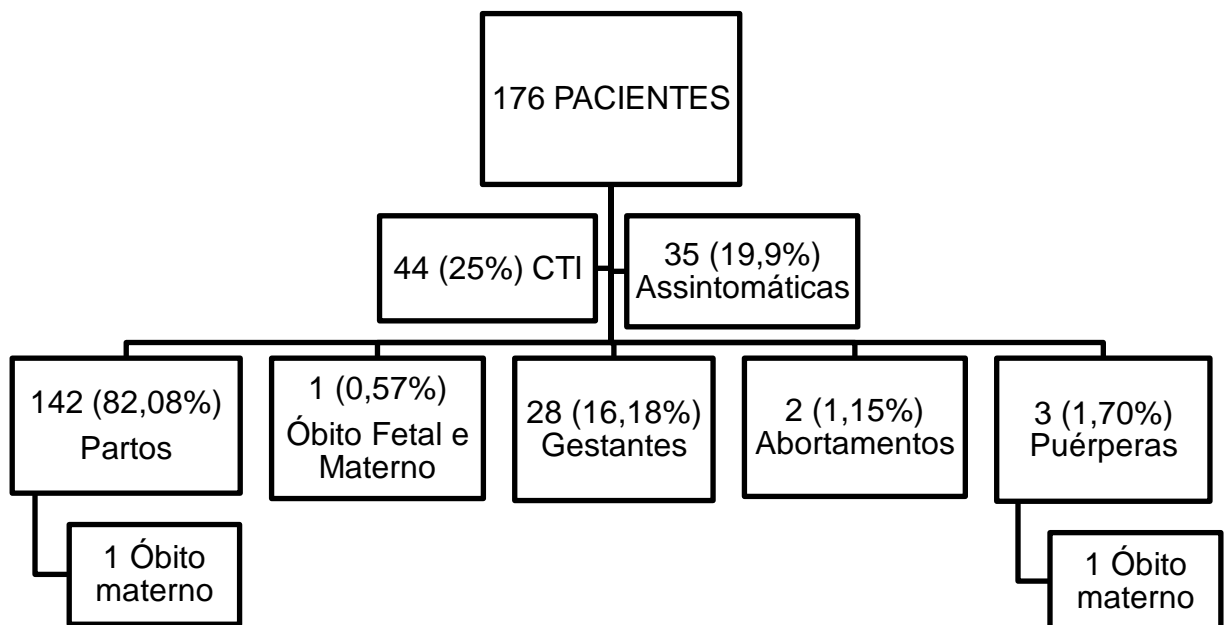 176 PACIENTES
44 (25%) CTI
35 (19,9%)
Assintomáticas
142 (82,08%)
Partos
1 (0,57%)
Óbito Fetal e
Materno
28 (16,18%)
Gestantes
2 (1,15%)
Abortamentos
3 (1,70%)
Puérperas
1 Óbito
materno
1 Óbito
materno